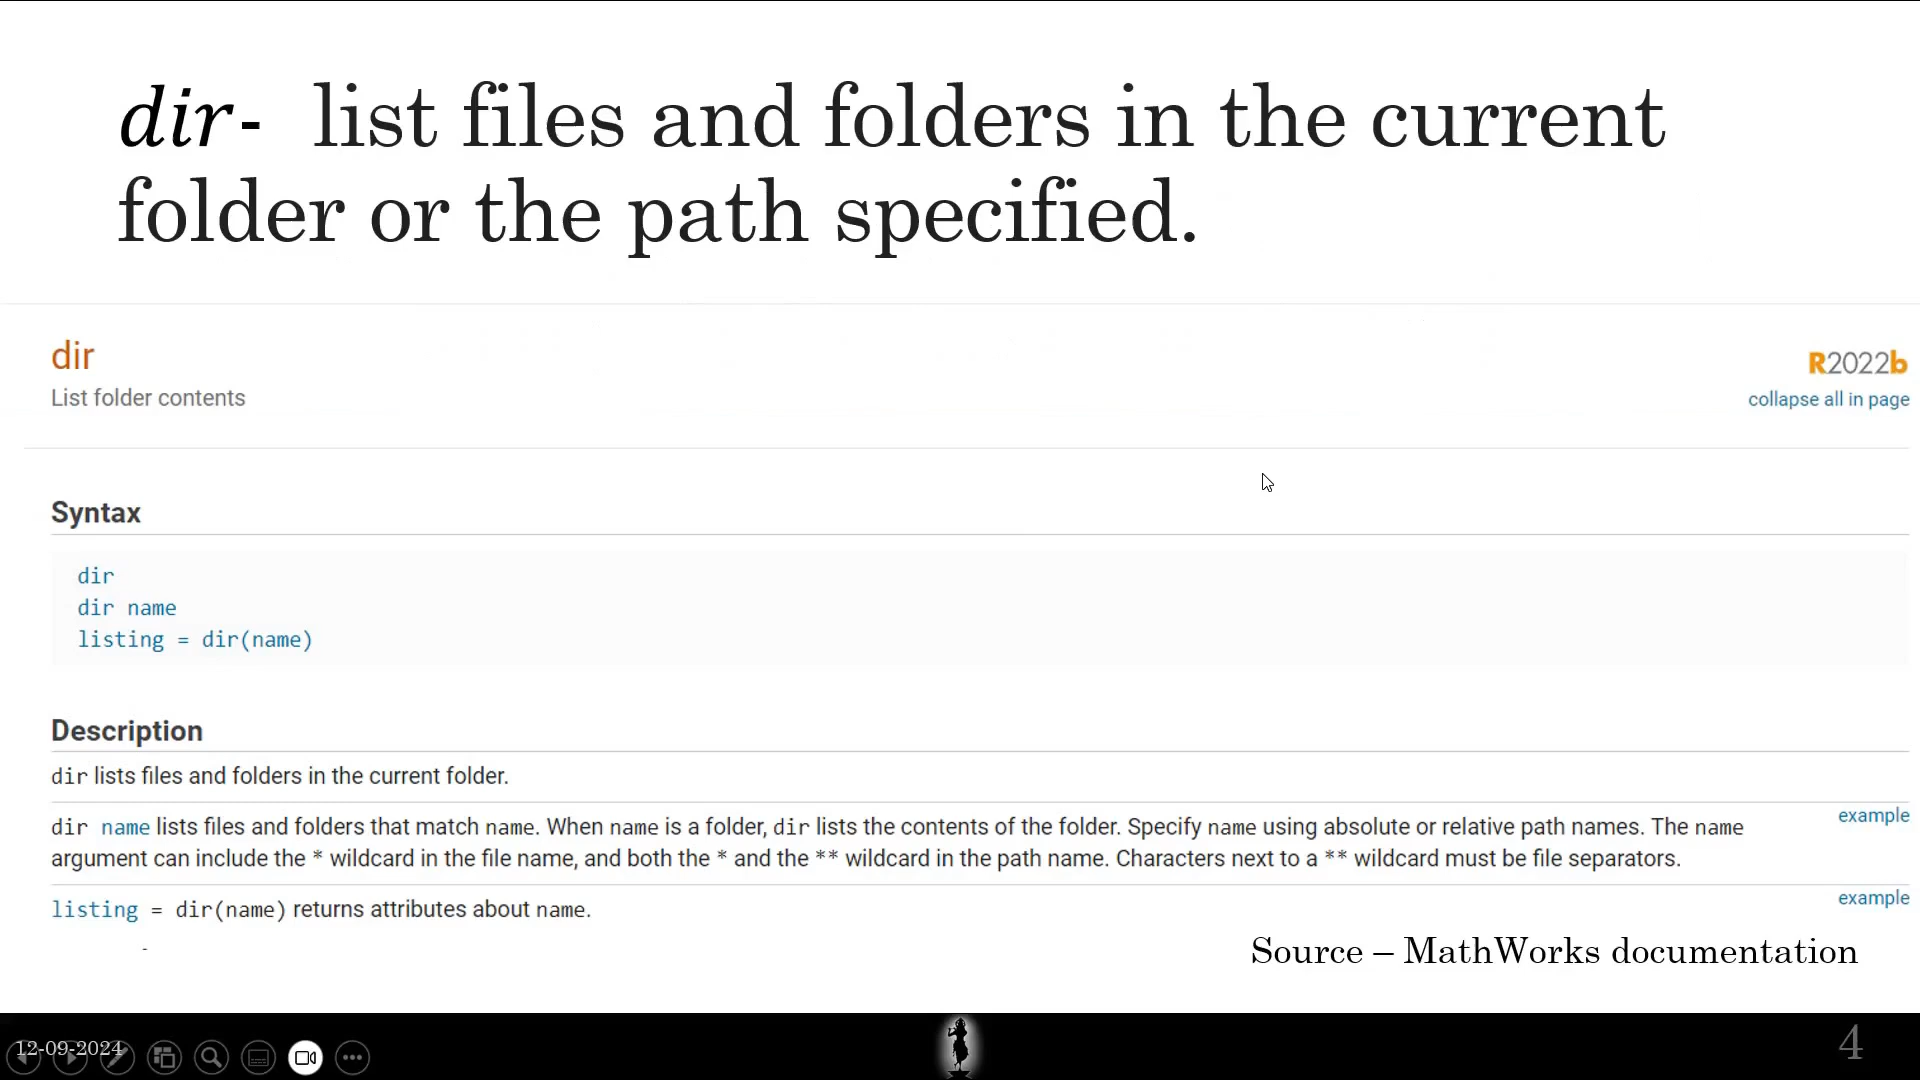 dir- list files and folders in the current
folder or the path specified.
dir
List folder contents
R2022b
collapse all in page
Syntax
dir
dir name
listing = dir(name)
Description
dir lists files and folders in the current folder.
example
dir name lists files and folders that match name. When name is a folder, dir lists the contents of the folder. Specify name using absolute or relative path names. The name
argument can include the * wildcard in the file name, and both the * and the ** wildcard in the path name. Characters next to a ** wildcard must be file separators.
example
listing = dir(name) returns attributes about name.
Source – MathWorks documentation
12-09-2024
4